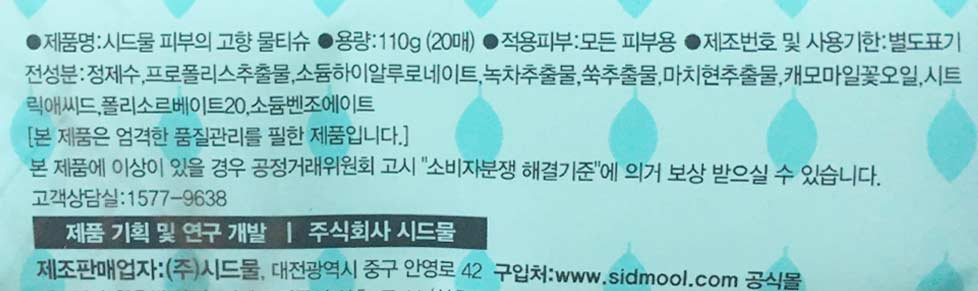 ●제품명:시드물 피부의 고향 물티슈 ●용량:110g (20매) ●적용피부:모든 피부용 ●제조번호 및 사용기한:별도표기
전성분:정제수,프로폴리스추출물,소듐하이알루로네이트,녹차추출물,쑥추출물,마치현추출물,캐모마일꽃오일,시트
릭애씨드,폴리소르베이트20,소듐벤조에이트
[본 제품은 엄격한 품질관리를 필한 제품입니다.]
본 제품에 이상이 있을 경우 공정거래위원회 고시 "소비자분쟁 해결기준"에 의거 보상 받으실 수 있습니다.
고객상담실:1577-9638
제품 기획 및 연구 개발 | 주식회사 시드물
제조판매업자:(주)시드물, 대전광역시 중구 안영로 42 구입처:www.sidmool.com 공식몰